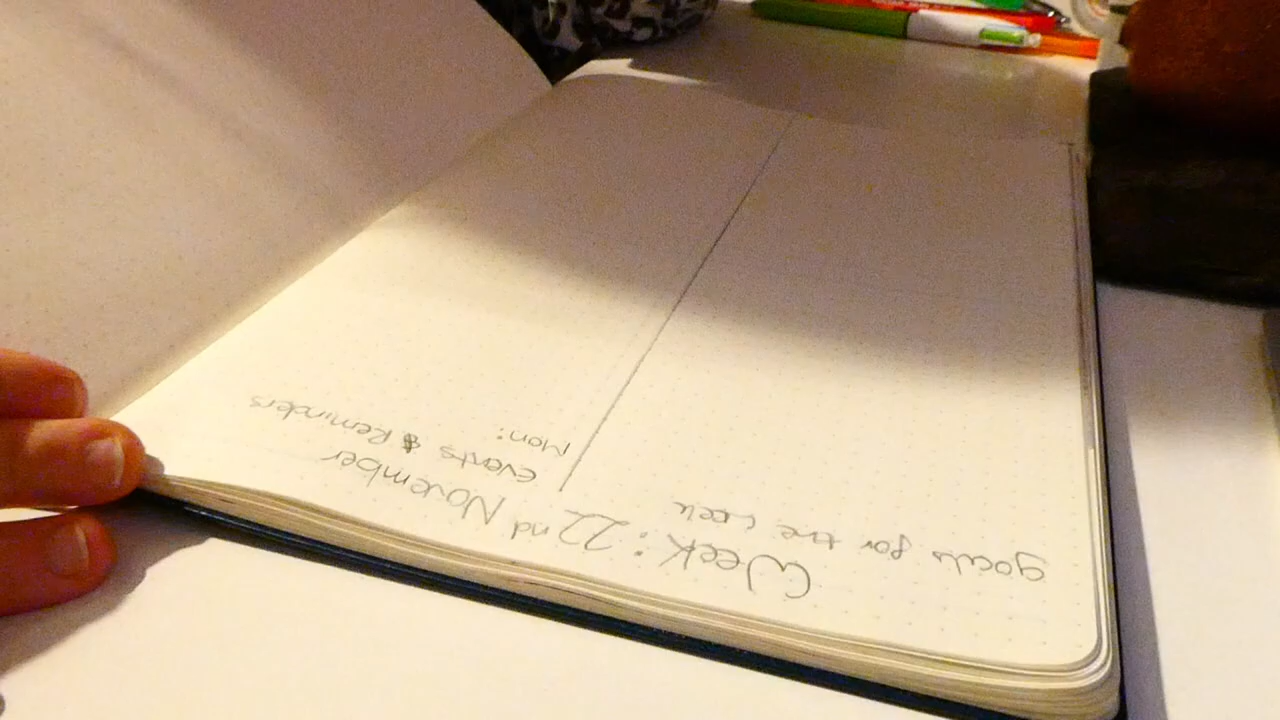 Week: 22nd November
goals for the week
Events & Reminders
Mon: